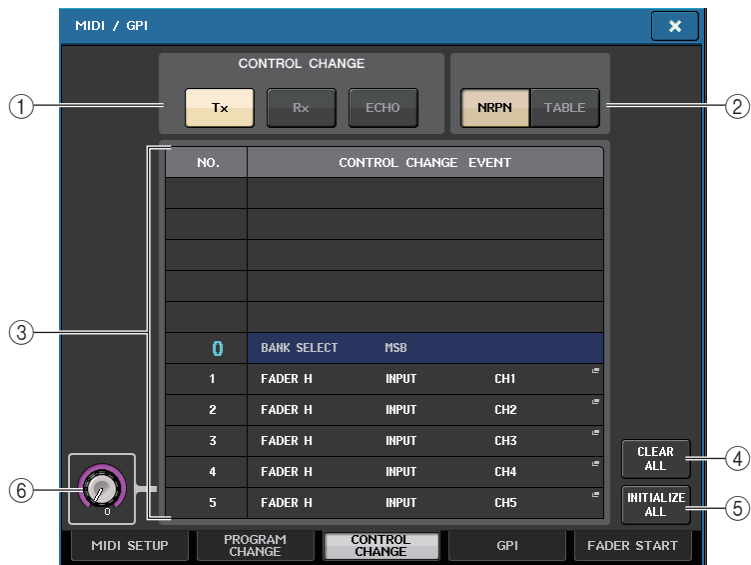 MIDI / GPI
CONTROL CHANGE
Tx
Rx
ECHO
NRPN
TABLE
1
2
NO.
CONTROL CHANGE EVENT
3
0 BANK SELECT MSB
1 FADER H INPUT CH1
2 FADER H INPUT CH2
3 FADER H INPUT CH3
4 FADER H INPUT CH4
5 FADER H INPUT CH5
CLEAR
ALL
4
INITIALIZE
ALL
5
6
0
MIDI SETUP
PROGRAM
CHANGE
CONTROL
CHANGE
GPI
FADER START